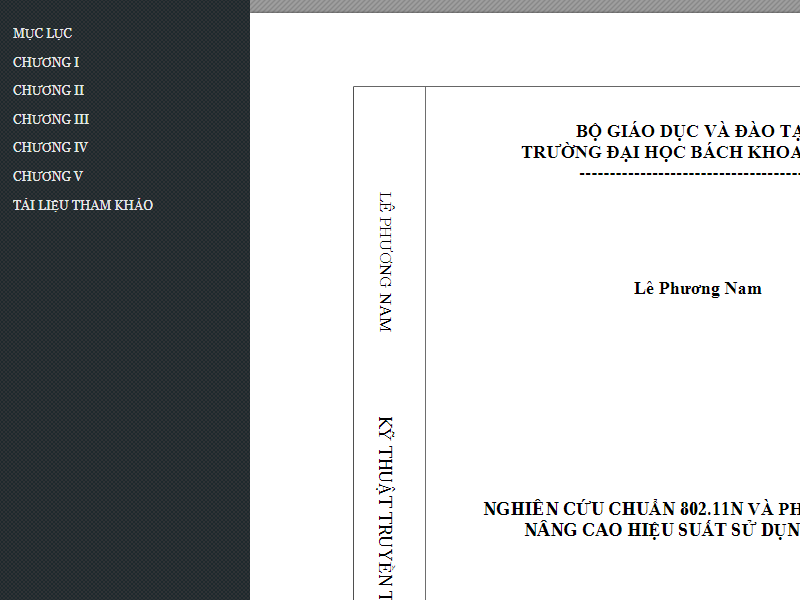 MỤC LỤC
CHƯƠNG I
CHƯƠNG II
CHƯƠNG III
CHƯƠNG IV
CHƯƠNG V
TÀI LIỆU THAM KHẢO
LÊ PHƯƠNG NAM
KỸ THUẬT TRUYỀN T
BỘ GIÁO DỤC VÀ ĐÀO TẠ
TRƯỜNG ĐẠI HỌC BÁCH KHOA
------------------------------------
Lê Phương Nam
NGHIÊN CỨU CHUẨN 802.11N VÀ PH
NÂNG CAO HIỆU SUẤT SỬ DỤN